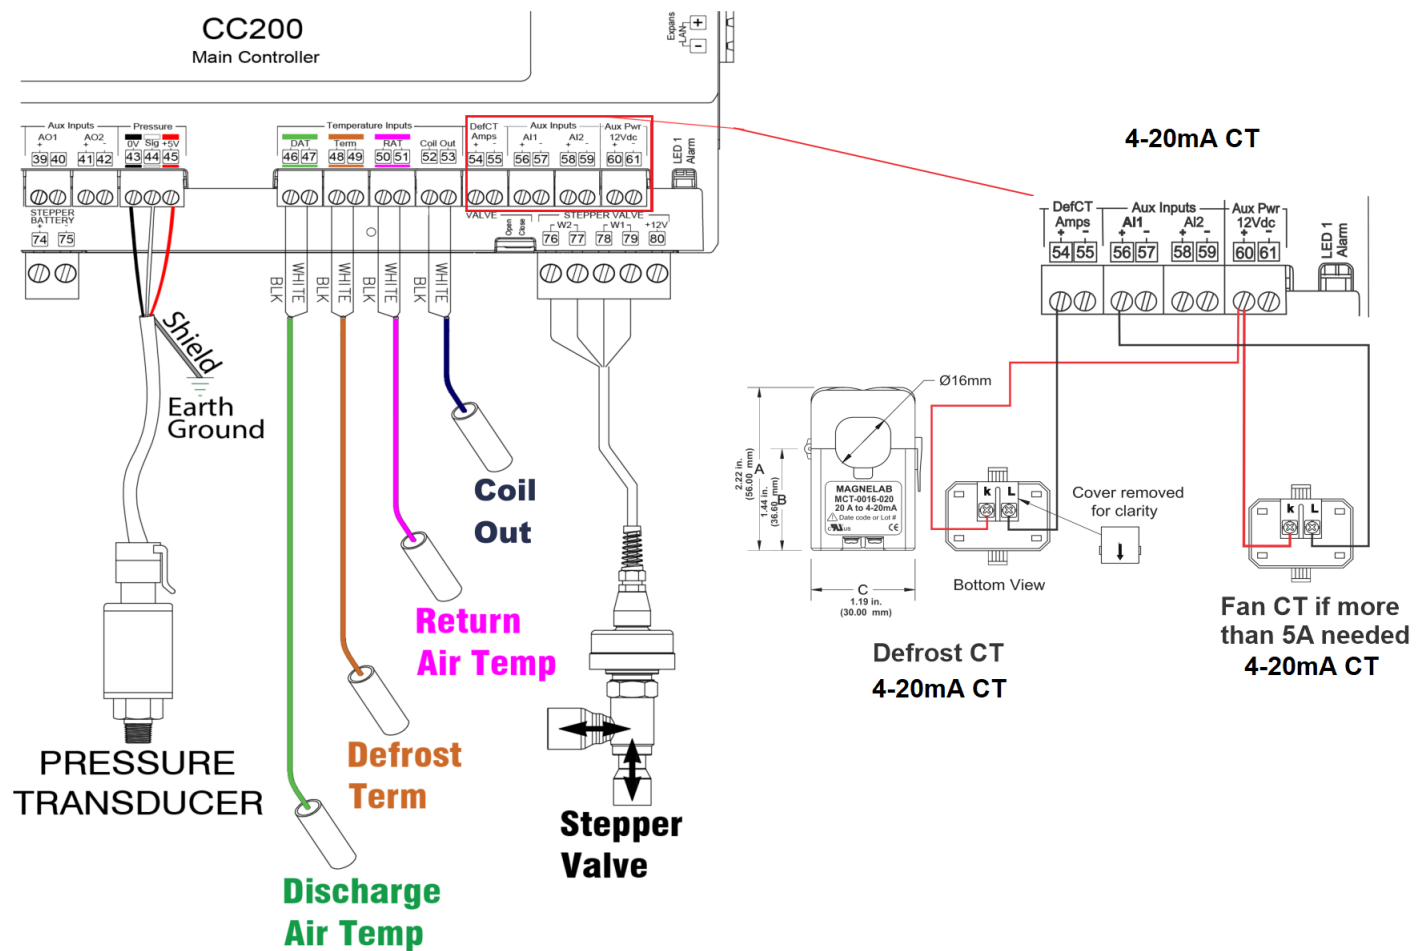 CC200
Main Controller
Expans
LAN
+
−
Aux Inputs
AO1
AO2
+ - + -
39 40 41 42
Pressure
0V Sig +5V
43 44 45
Temperature Inputs
DAT
46 47
Term
48 49
RAT
50 51
Coil Out
52 53
DefCT
Amps
+ -
54 55
Aux Inputs
AI1
AI2
+ - + -
56 57 58 59
Aux Pwr
12Vdc
+ -
60 61
LED 1
Alarm
STEPPER
BATTERY
+ -
74 75
VALVE
Open
Close
STEPPER VALVE
W2 W1 +12V
76 77 78 79 80
BLK WHITE
BLK WHITE
BLK WHITE
BLK WHITE
Shield
Earth
Ground
PRESSURE
TRANSDUCER
Coil
Out
Return
Air Temp
Defrost
Term
Discharge
Air Temp
Stepper
Valve
4-20mA CT
DefCT
Amps
+ -
54 55
Aux Inputs
AI1 AI2
+ - + -
56 57 58 59
Aux Pwr
12Vdc
+ -
60 61
LED 1
Alarm
Ø16mm
A
2.22 in.
(56.00 mm)
B
1.44 in.
(36.60 mm)
MAGNELAB
MCT-0016-020
20 A to 4-20mA
Date code or Lot #
c US CE
C
1.19 in.
(30.00 mm)
k L
Bottom View
Cover removed
for clarity
k L
Defrost CT
4-20mA CT
Fan CT if more
than 5A needed
4-20mA CT